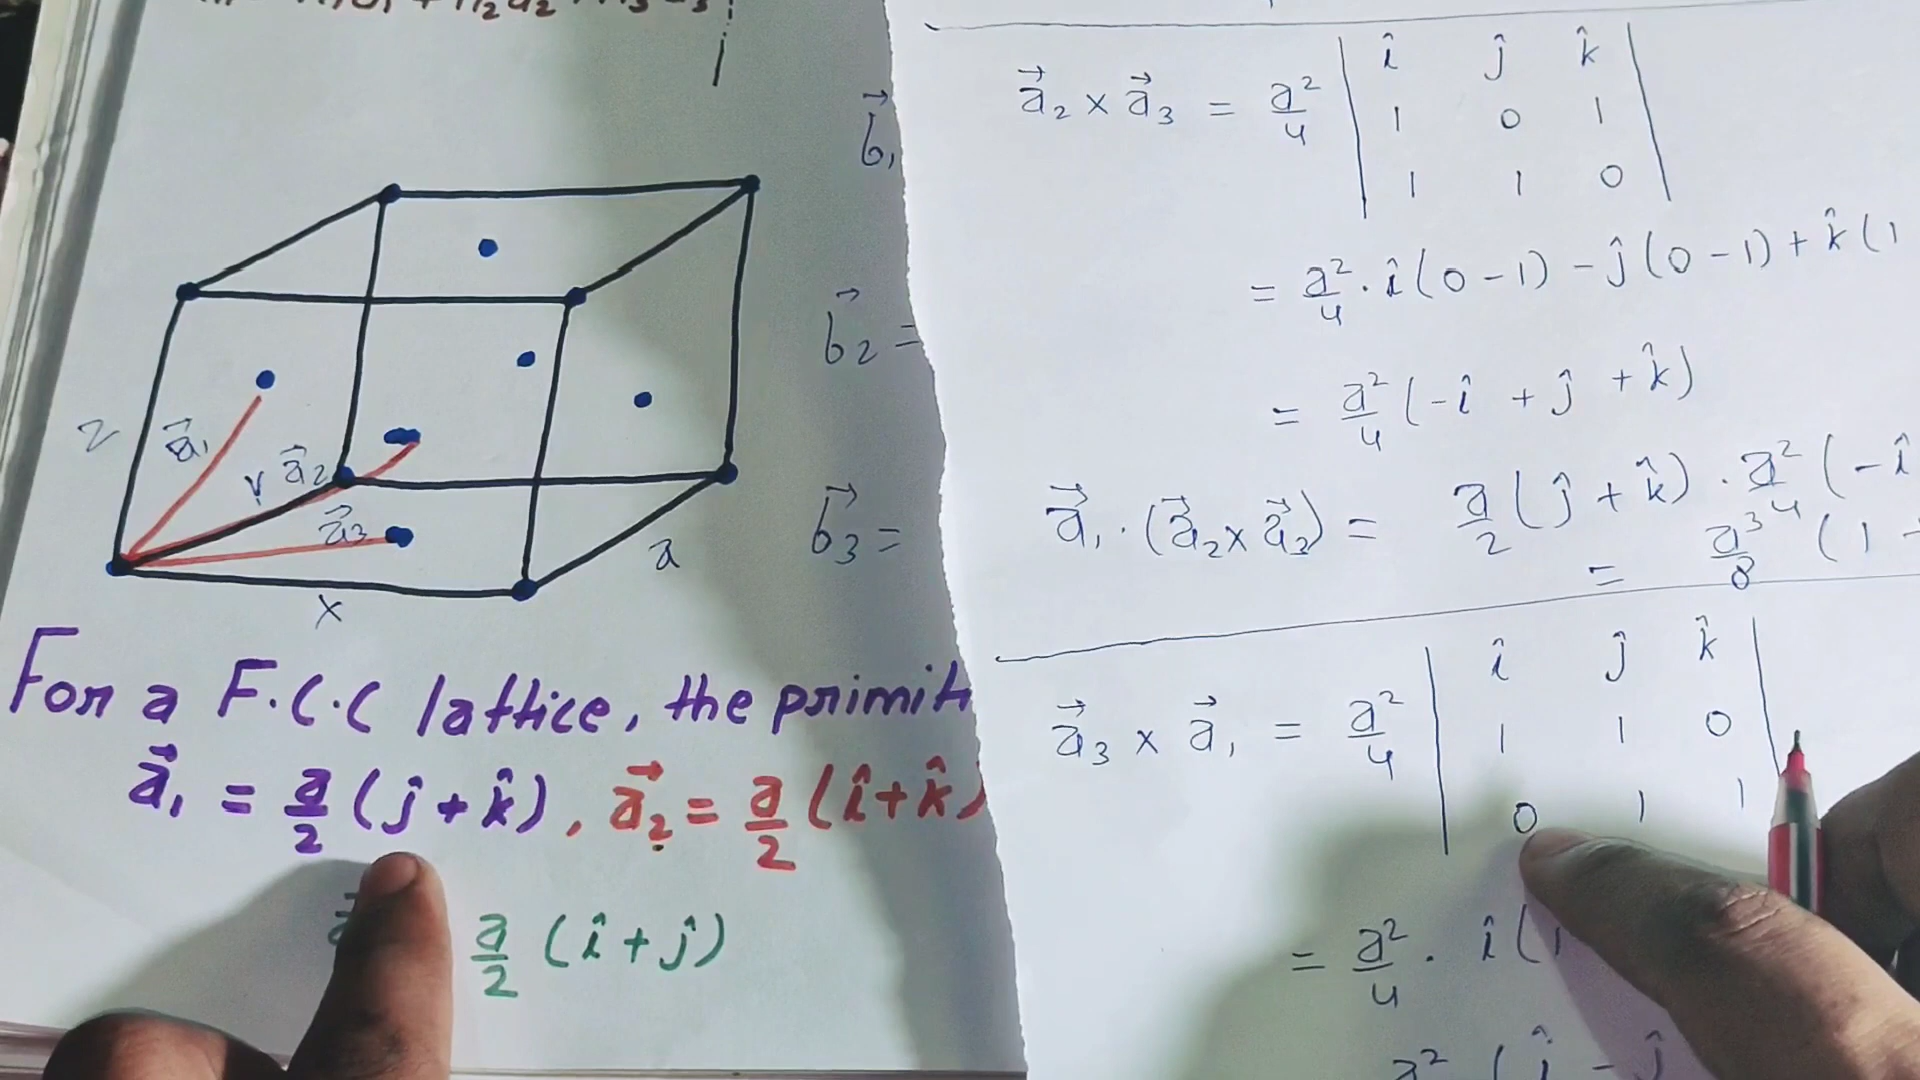 b⃗₁
b⃗₂ =
b⃗₃ =
z
a⃗₁
y
a⃗₂
a⃗₃
x
a
For a F.C.C lattice, the primit
a⃗₁ = a/2 (ĵ + k̂), a⃗₂ = a/2 (î + k̂)
a/2 (î + ĵ)
a⃗₂ × a⃗₃ = a²/4 | î ĵ k̂
1 0 1
1 1 0 |
= a²/4 · î (0 - 1) - ĵ (0 - 1) + k̂ (1
= a²/4 (-î + ĵ + k̂)
a⃗₁ · (a⃗₂ × a⃗₃) = a/2 (ĵ + k̂) · a²/4 (-î
= a³/8 (1 +
a⃗₃ × a⃗₁ = a²/4 | î ĵ k̂
1 1 0
0 1 1 |
= a²/4 · î (1
a² (î - ĵ